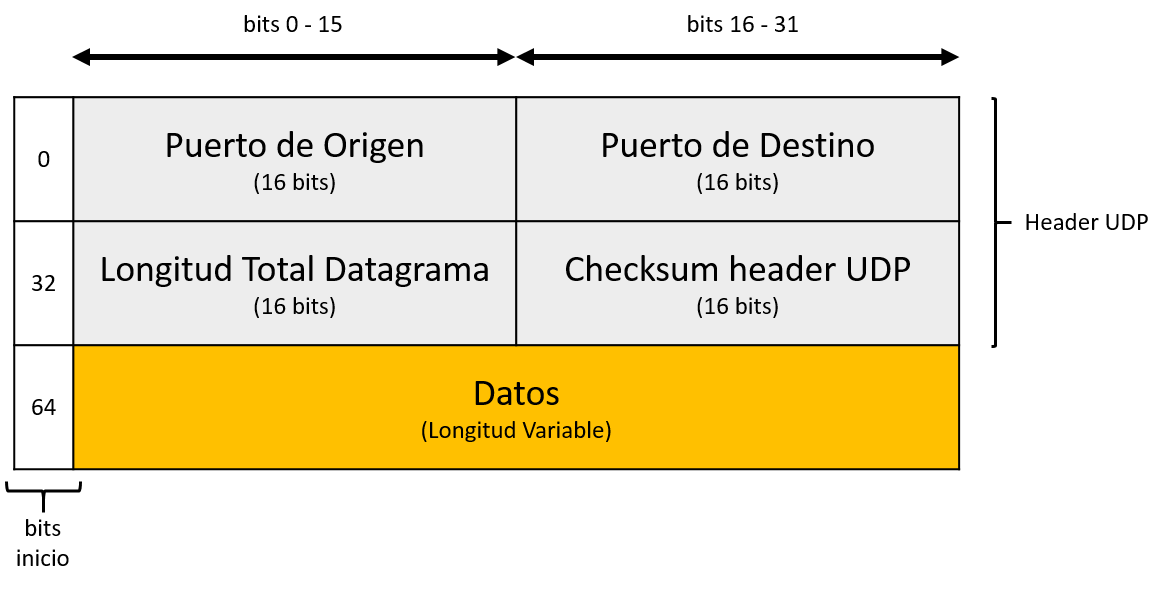 bits 0 - 15
bits 16 - 31
0
Puerto de Origen
(16 bits)
Puerto de Destino
(16 bits)
Header UDP
32
Longitud Total Datagrama
(16 bits)
Checksum header UDP
(16 bits)
64
Datos
(Longitud Variable)
bits
inicio